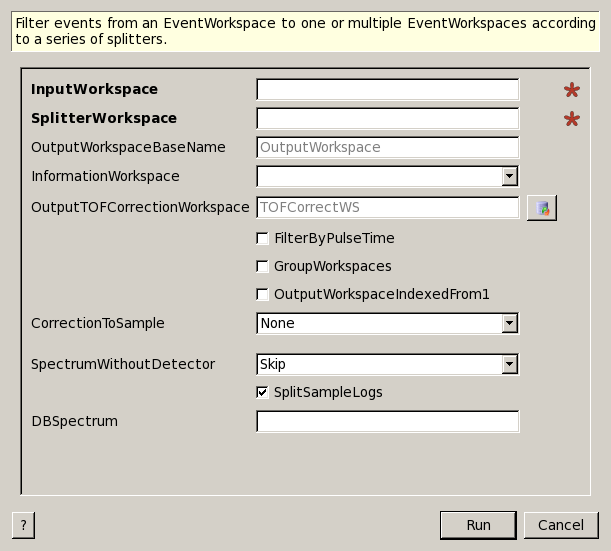 Filter events from an EventWorkspace to one or multiple EventWorkspaces according
to a series of splitters.
InputWorkspace
SplitterWorkspace
OutputWorkspaceBaseName OutputWorkspace
InformationWorkspace
OutputTOFCorrectionWorkspace TOFCorrectWS
FilterByPulseTime
GroupWorkspaces
OutputWorkspaceIndexedFrom1
CorrectionToSample None
SpectrumWithoutDetector Skip
SplitSampleLogs
DBSpectrum
? Run Cancel